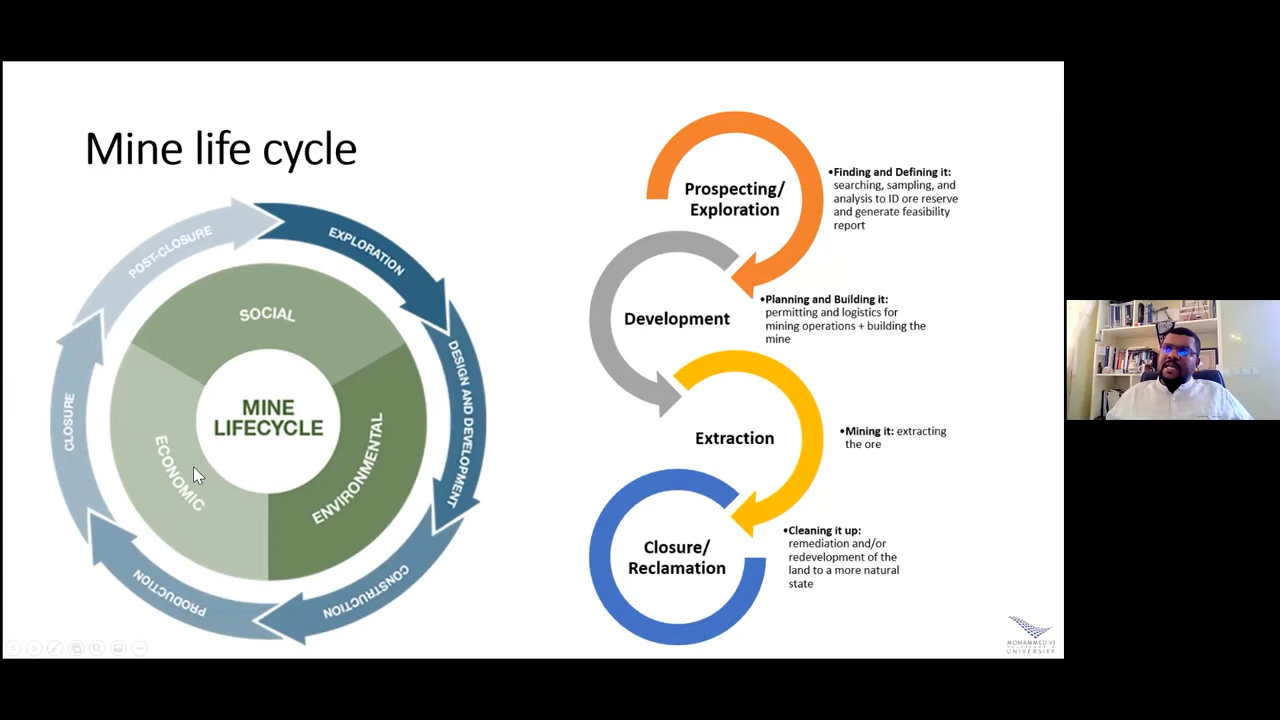 Mine life cycle
POST-CLOSURE
EXPLORATION
DESIGN AND DEVELOPMENT
CONSTRUCTION
PRODUCTION
CLOSURE
SOCIAL
ENVIRONMENTAL
ECONOMIC
MINE
LIFECYCLE
Prospecting/
Exploration
•Finding and Defining it:
searching, sampling, and
analysis to ID ore reserve
and generate feasibility
report
Development
•Planning and Building it:
permitting and logistics for
mining operations + building the
mine
Extraction
•Mining it: extracting
the ore
Closure/
Reclamation
•Cleaning it up:
remediation and/or
redevelopment of the
land to a more natural
state
MOHAMMED VI
UNIVERSITY